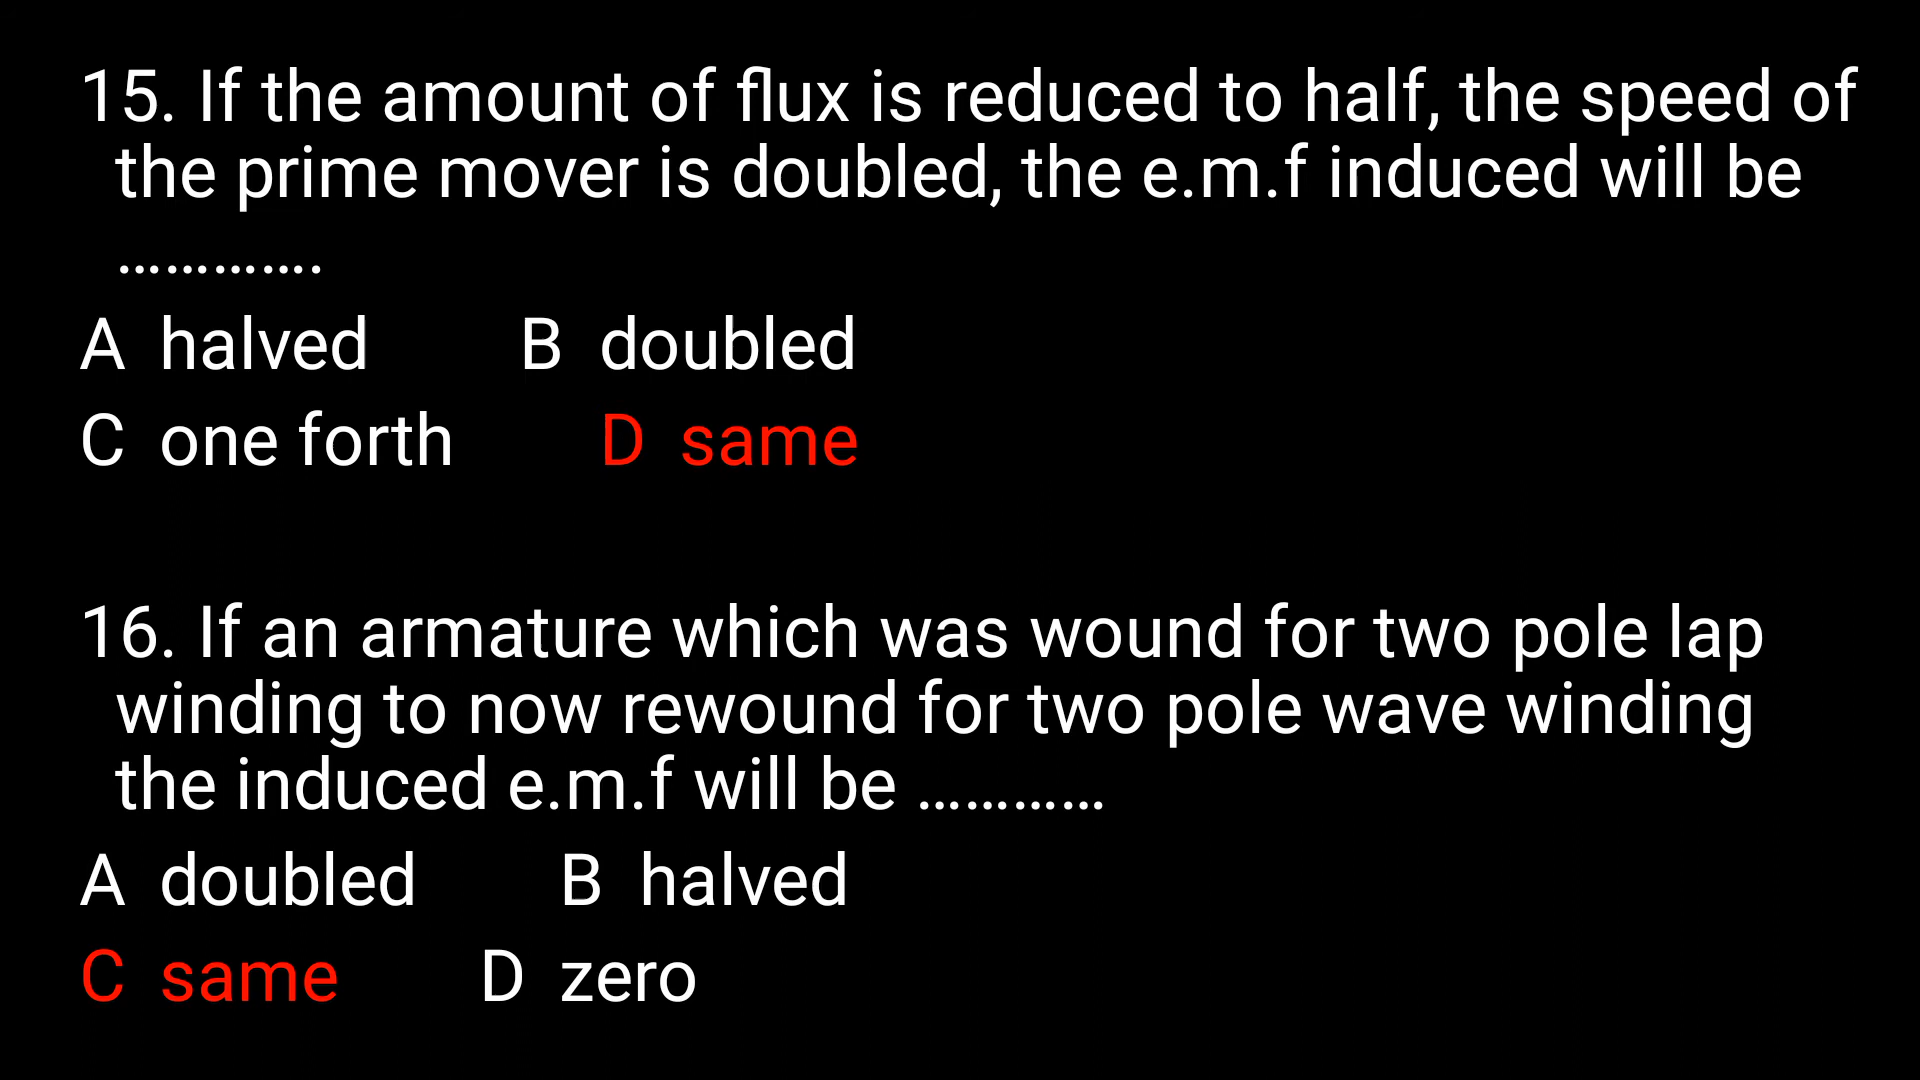 15. If the amount of flux is reduced to half, the speed of
the prime mover is doubled, the e.m.f induced will be
………….
A halved B doubled
C one forth D same
16. If an armature which was wound for two pole lap
winding to now rewound for two pole wave winding
the induced e.m.f will be …………
A doubled B halved
C same D zero